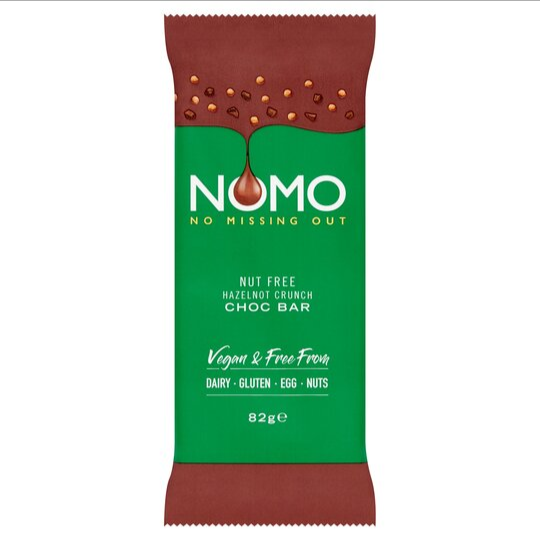 NOMO
NO MISSING OUT
NUT FREE
HAZELNOT CRUNCH
CHOC BAR
Vegan & Free From
DAIRY · GLUTEN · EGG · NUTS
82g℮